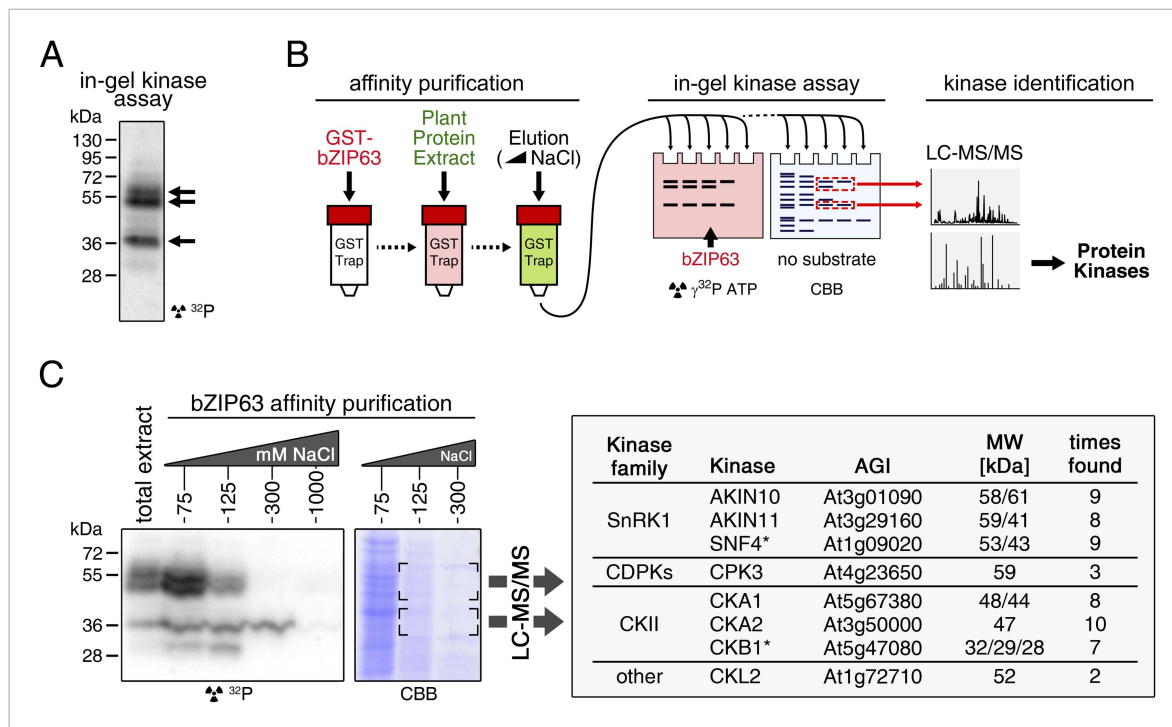 A
in-gel kinase
assay
kDa
130
95
72
55
36
28
32P
B
affinity purification
GST-
bZIP63
Plant
Protein
Extract
Elution
( NaCl)
GST
Trap
GST
Trap
GST
Trap
in-gel kinase assay
bZIP63
γ32P ATP
no substrate
CBB
kinase identification
LC-MS/MS
Protein
Kinases
C
total extract
bZIP63 affinity purification
mM NaCl
75
125
300
1000
NaCl
75
125
300
kDa
72
55
36
28
32P
CBB
LC-MS/MS
Kinase family Kinase AGI MW [kDa] times found
SnRK1 AKIN10 At3g01090 58/61 9
AKIN11 At3g29160 59/41 8
SNF4* At1g09020 53/43 9
CDPKs CPK3 At4g23650 59 3
CKII CKA1 At5g67380 48/44 8
CKA2 At3g50000 47 10
CKB1* At5g47080 32/29/28 7
other CKL2 At1g72710 52 2